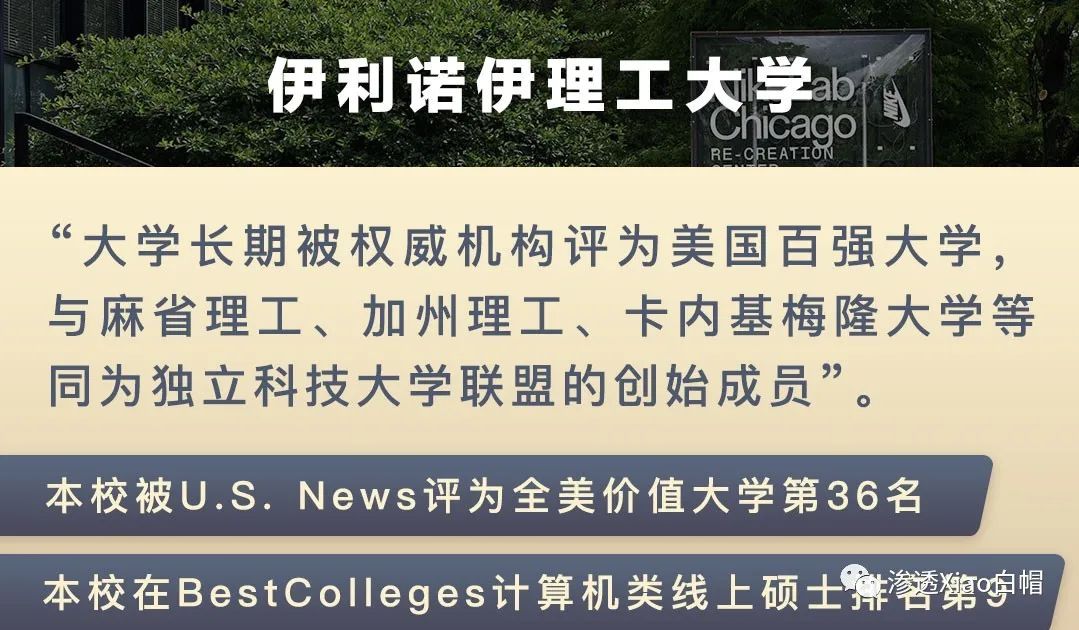 伊利诺伊理工大学
Chicago
RE-CREATION
NIKE
“大学长期被权威机构评为美国百强大学，
与麻省理工、加州理工、卡内基梅隆大学等
同为独立科技大学联盟的创始成员”。
本校被U.S. News评为全美价值大学第36名
本校在BestColleges计算机类线上硕士排名第9
渗透Xiao白帽